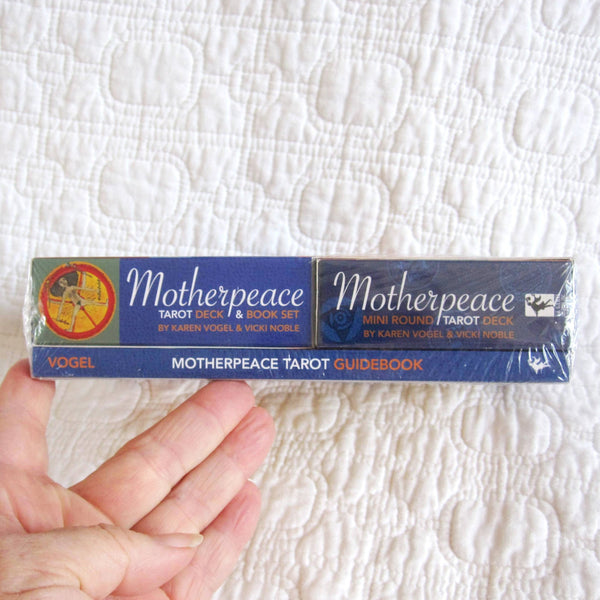 Motherpeace
TAROT DECK & BOOK SET
BY KAREN VOGEL & VICKI NOBLE
Motherpeace
MINI ROUND TAROT DECK
BY KAREN VOGEL & VICKI NOBLE
VOGEL MOTHERPEACE TAROT GUIDEBOOK